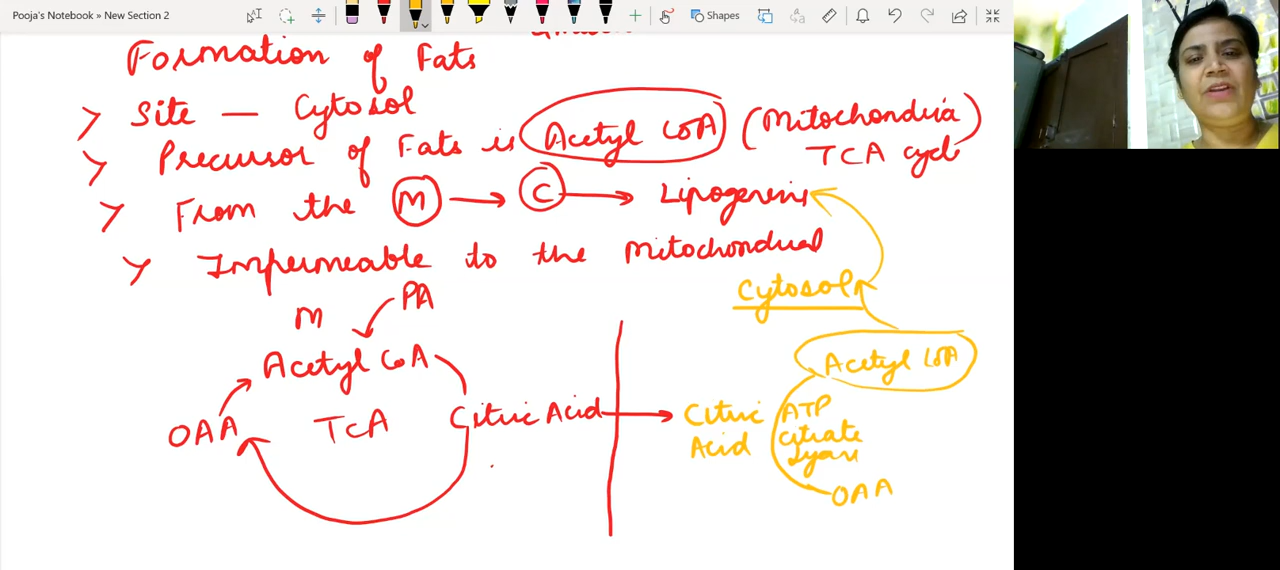 Pooja's Notebook » New Section 2
Shapes
Formation of Fats
> Site — Cytosol
> Precursor of Fats is Acetyl CoA (Mitochondria)
TCA cycle
> From the M → C → Lipogenesis
> Impermeable to the mitochondrial
Cytosol
M
PA
Acetyl CoA
Acetyl CoA
OAA
TCA
Citric Acid
Citric Acid
ATP
citrate
lyase
OAA